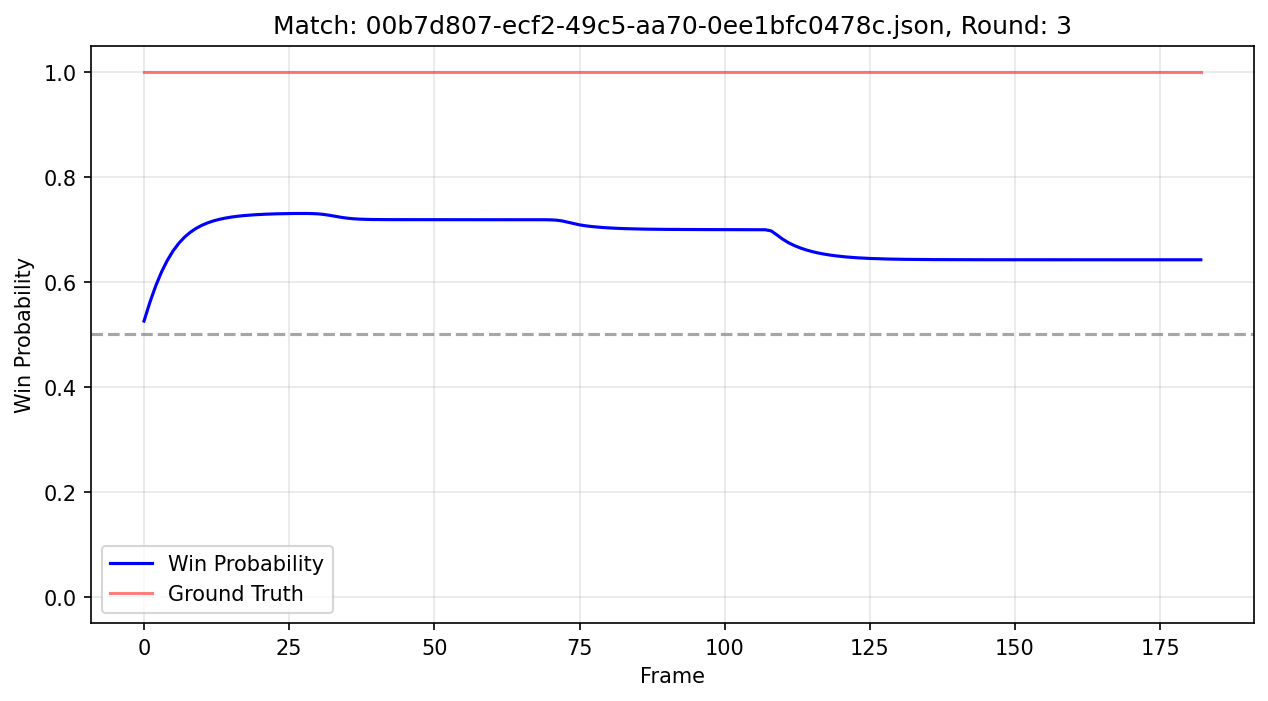 Match: 00b7d807-ecf2-49c5-aa70-0ee1bfc0478c.json, Round: 3
Win Probability
1.0
0.8
0.6
0.4
0.2
0.0
Win Probability
Ground Truth
0 25 50 75 100 125 150 175
Frame